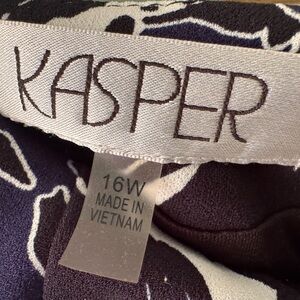 KASPER
16W
MADE IN
VIETNAM